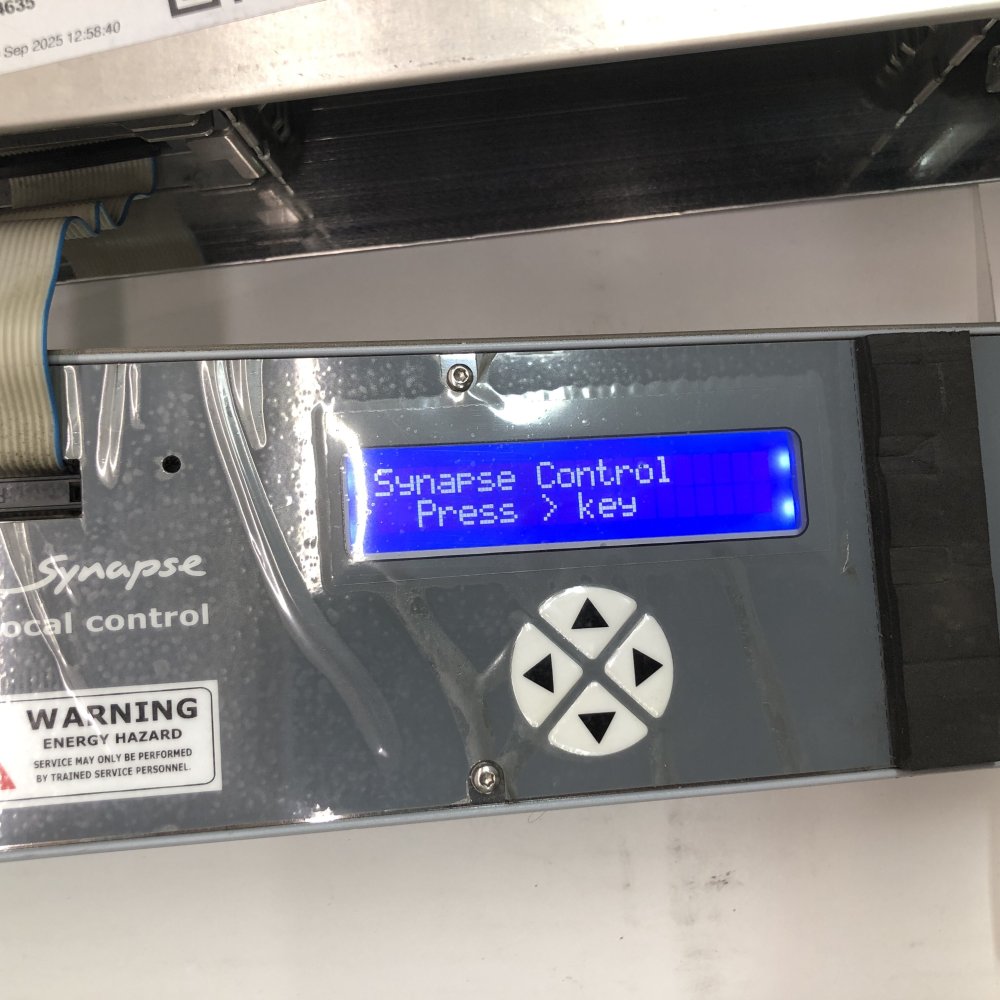 4635
Sep 2025 12:58:40
Synapse Control
Press > key
Synapse
ocal control
WARNING
ENERGY HAZARD
SERVICE MAY ONLY BE PERFORMED
BY TRAINED SERVICE PERSONNEL.